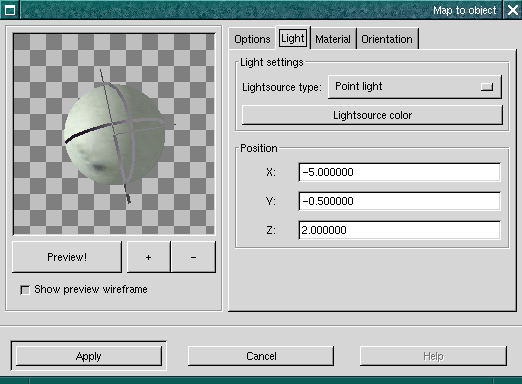 Map to object
Options Light Material Orientation
Light settings
Lightsource type: Point light
Lightsource color
Position
X: -5.000000
Y: -0.500000
Z: 2.000000
Preview! + -
Show preview wireframe
Apply Cancel Help